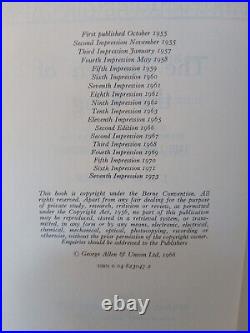 First published October 1955
Second Impression November 1955
Third Impression January 1957
Fourth Impression May 1958
Fifth Impression 1959
Sixth Impression 1960
Seventh Impression 1961
Eighth Impression 1962
Ninth Impression 1962
Tenth Impression 1963
Eleventh Impression 1965
Second Edition 1966
Second Impression 1967
Third Impression 1968
Fourth Impression 1970
Fifth Impression 1971
Sixth Impression 1972
Seventh Impression 1973
This book is copyright under the Berne Convention. All
rights reserved. Apart from any fair dealing for the purpose
of private study, research, criticism or review, as permitted
under the Copyright Act, 1956, no part of this publication
may be reproduced, stored in a retrieval system, or trans-
mitted, in any form or by any means, electronic, electrical,
chemical, mechanical, optical, photocopying, recording or
otherwise, without the prior permission of the copyright owner.
Enquiries should be addressed to the Publishers
© George Allen & Unwin Ltd, 1966
ISBN 0 04 823047 2